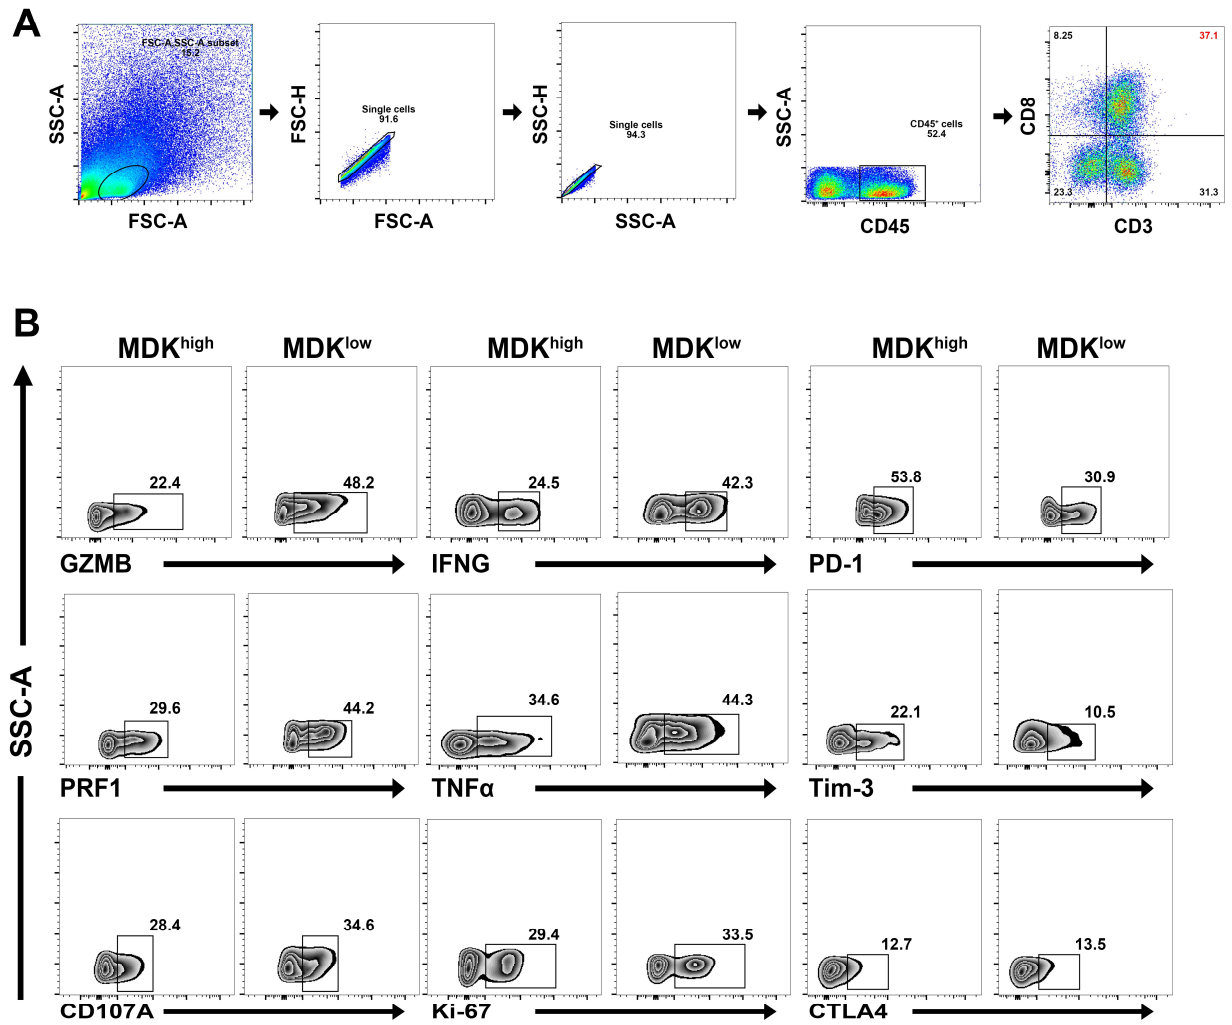 A
FSC-A,SSC-A subset
15.2
SSC-A
FSC-A
Single cells
91.6
FSC-H
FSC-A
Single cells
94.3
SSC-H
SSC-A
CD45⁺ cells
52.4
SSC-A
CD45
8.25
37.1
23.3
31.3
CD8
CD3
B
MDKhigh MDKlow MDKhigh MDKlow MDKhigh MDKlow
SSC-A
22.4 48.2 24.5 42.3 53.8 30.9
GZMB IFNG PD-1
29.6 44.2 34.6 44.3 22.1 10.5
PRF1 TNFα Tim-3
28.4 34.6 29.4 33.5 12.7 13.5
CD107A Ki-67 CTLA4